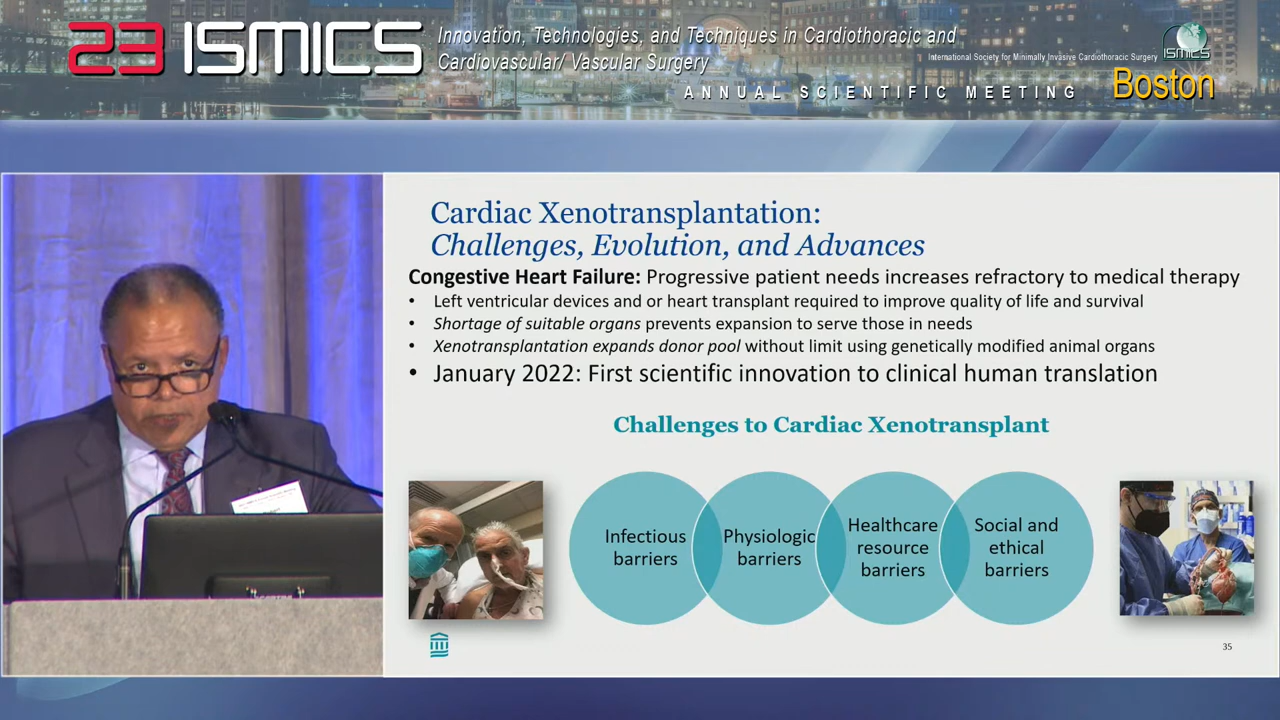 23 ISMICS
Innovation, Technologies, and Techniques in Cardiothoracic and
Cardiovascular/ Vascular Surgery
International Society for Minimally Invasive Cardiothoracic Surgery
ISMICS
ANNUAL SCIENTIFIC MEETING
Boston
Cardiac Xenotransplantation:
Challenges, Evolution, and Advances
Congestive Heart Failure: Progressive patient needs increases refractory to medical therapy
• Left ventricular devices and or heart transplant required to improve quality of life and survival
• Shortage of suitable organs prevents expansion to serve those in needs
• Xenotransplantation expands donor pool without limit using genetically modified animal organs
• January 2022: First scientific innovation to clinical human translation
Challenges to Cardiac Xenotransplant
Infectious
barriers
Physiologic
barriers
Healthcare
resource
barriers
Social and
ethical
barriers
35